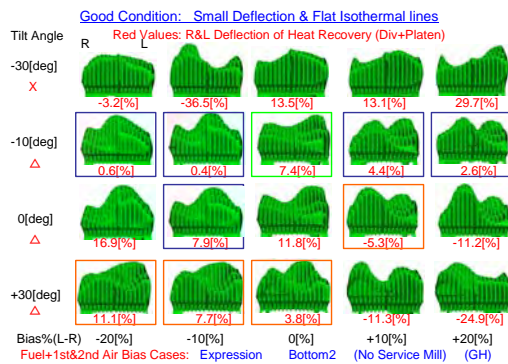 Good Condition: Small Deflection & Flat Isothermal lines
Tilt Angle
Red Values: R&L Deflection of Heat Recovery (Div+Platen)
R L
-30[deg]
X
-3.2[%] -36.5[%] 13.5[%] 13.1[%] 29.7[%]
-10[deg]
△
0.6[%] 0.4[%] 7.4[%] 4.4[%] 2.6[%]
0[deg]
△
16.9[%] 7.9[%] 11.8[%] -5.3[%] -11.2[%]
+30[deg]
△
11.1[%] 7.7[%] 3.8[%] -11.3[%] -24.9[%]
Bias%(L-R) -20[%] -10[%] 0[%] +10[%] +20[%]
Fuel+1st&2nd Air Bias Cases: Expression Bottom2 (No Service Mill) (GH)